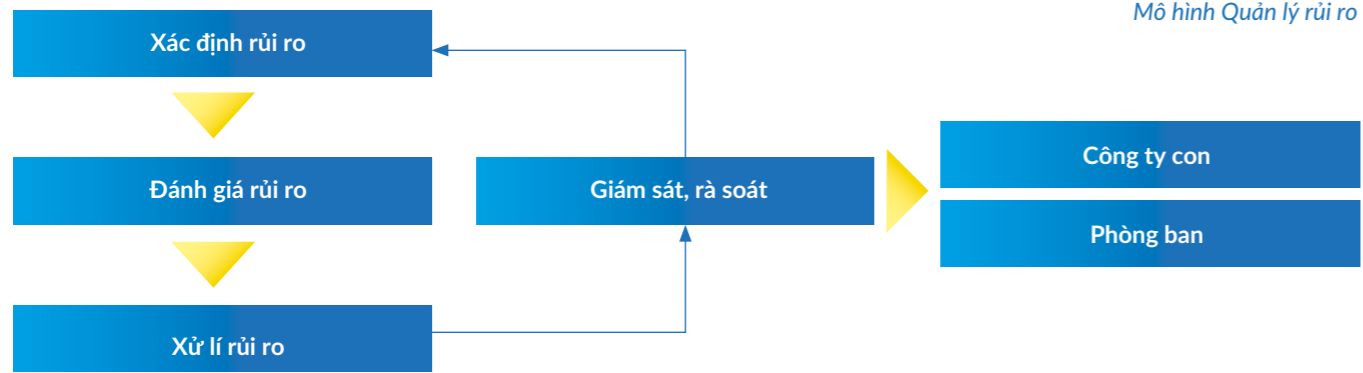 Mô hình Quản lý rủi ro
Xác định rủi ro
Đánh giá rủi ro
Xử lí rủi ro
Giám sát, rà soát
Công ty con
Phòng ban